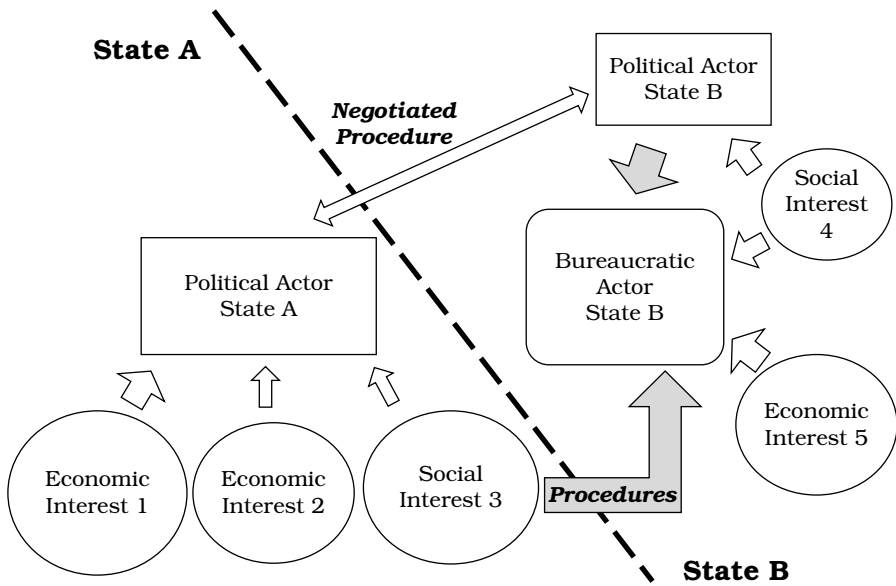 State A
Political Actor
State B
Negotiated
Procedure
Social
Interest
4
Political Actor
State A
Bureaucratic
Actor
State B
Economic
Interest 1
Economic
Interest 2
Social
Interest 3
Economic
Interest 5
Procedures
State B